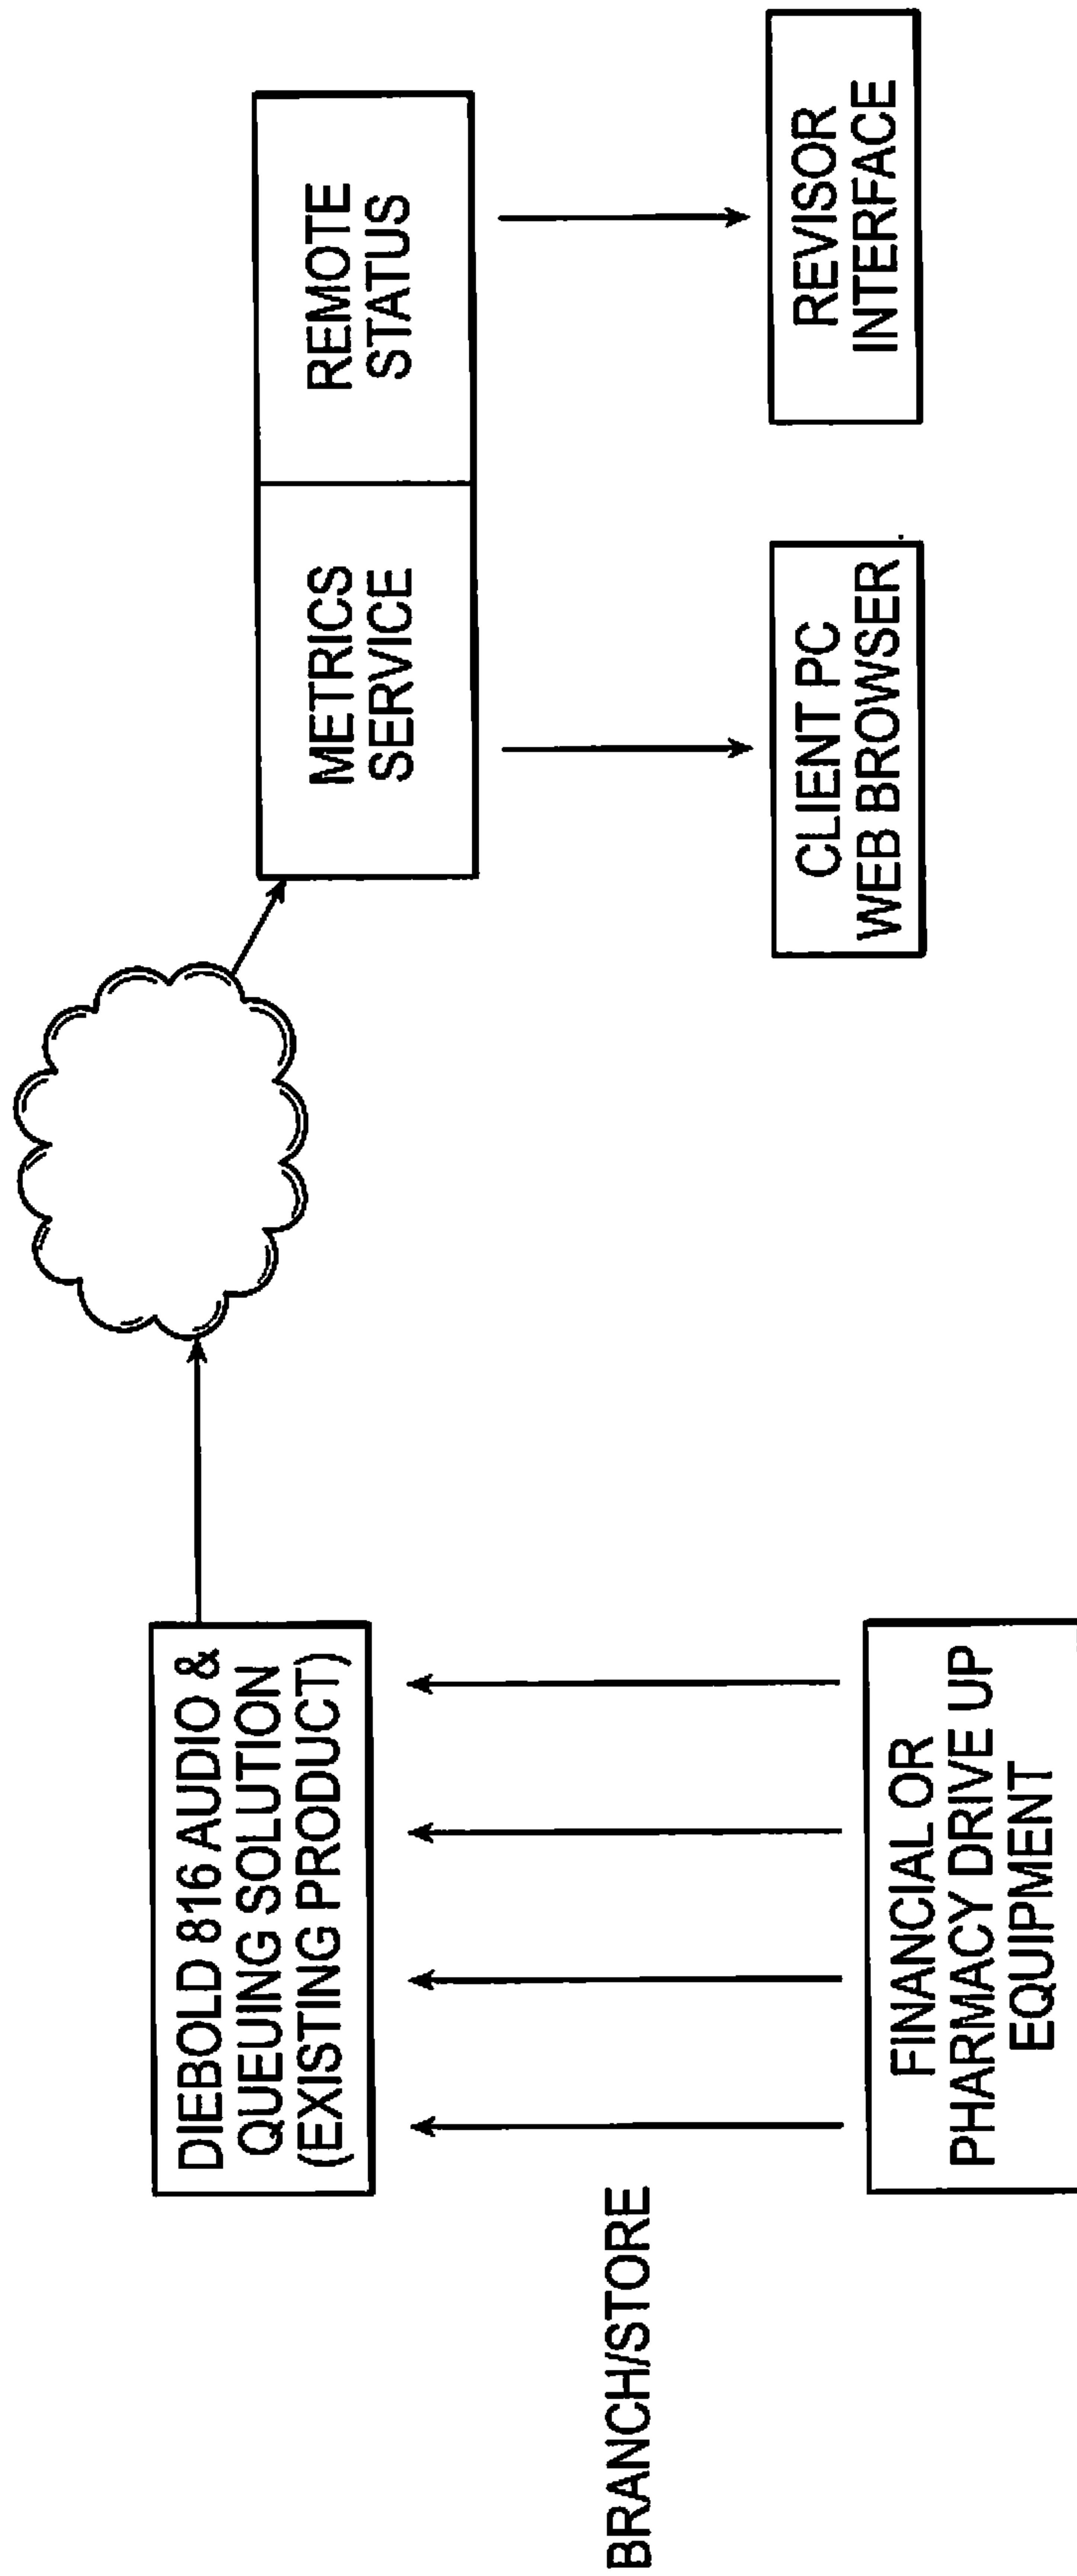 DIEBOLD 816 AUDIO &
QUEUING SOLUTION
(EXISTING PRODUCT)
BRANCH/STORE
FINANCIAL OR
PHARMACY DRIVE UP
EQUIPMENT
METRICS
SERVICE
REMOTE
STATUS
CLIENT PC
WEB BROWSER
REVISOR
INTERFACE